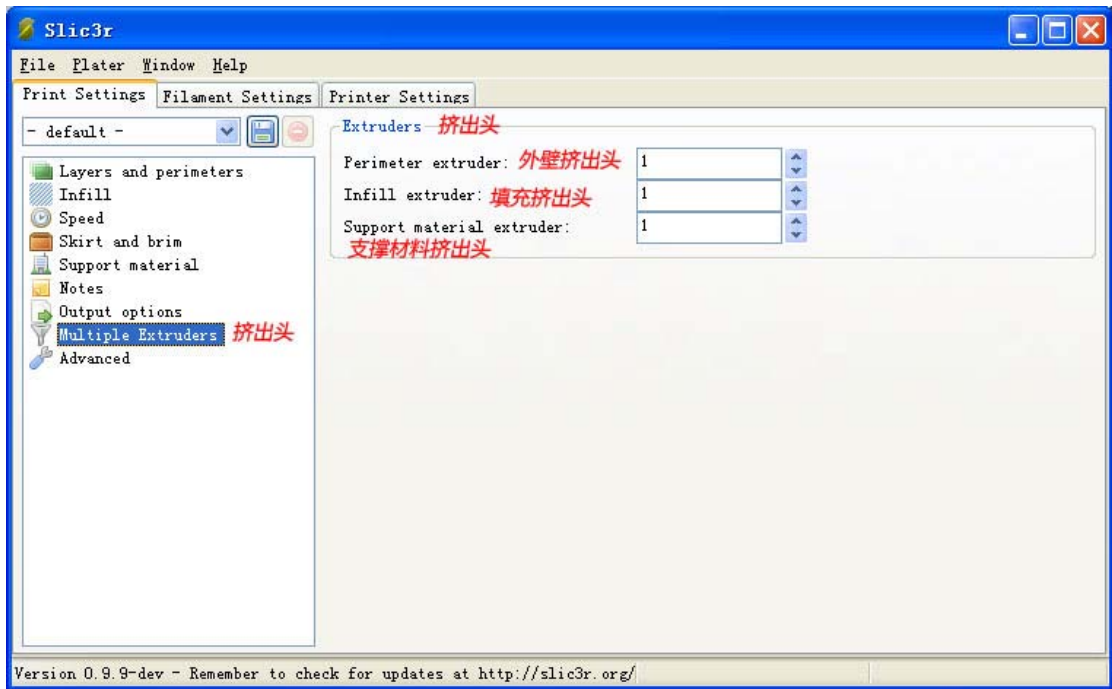 Slic3r
File Plater Window Help
Print Settings Filament Settings Printer Settings
- default -
Layers and perimeters
Infill
Speed
Skirt and brim
Support material
Notes
Output options
Multiple Extruders 挤出头
Advanced
Extruders 挤出头
Perimeter extruder: 外壁挤出头 1
Infill extruder: 填充挤出头 1
Support material extruder: 1
支撑材料挤出头
Version 0.9.9-dev - Remember to check for updates at http://slic3r.org/